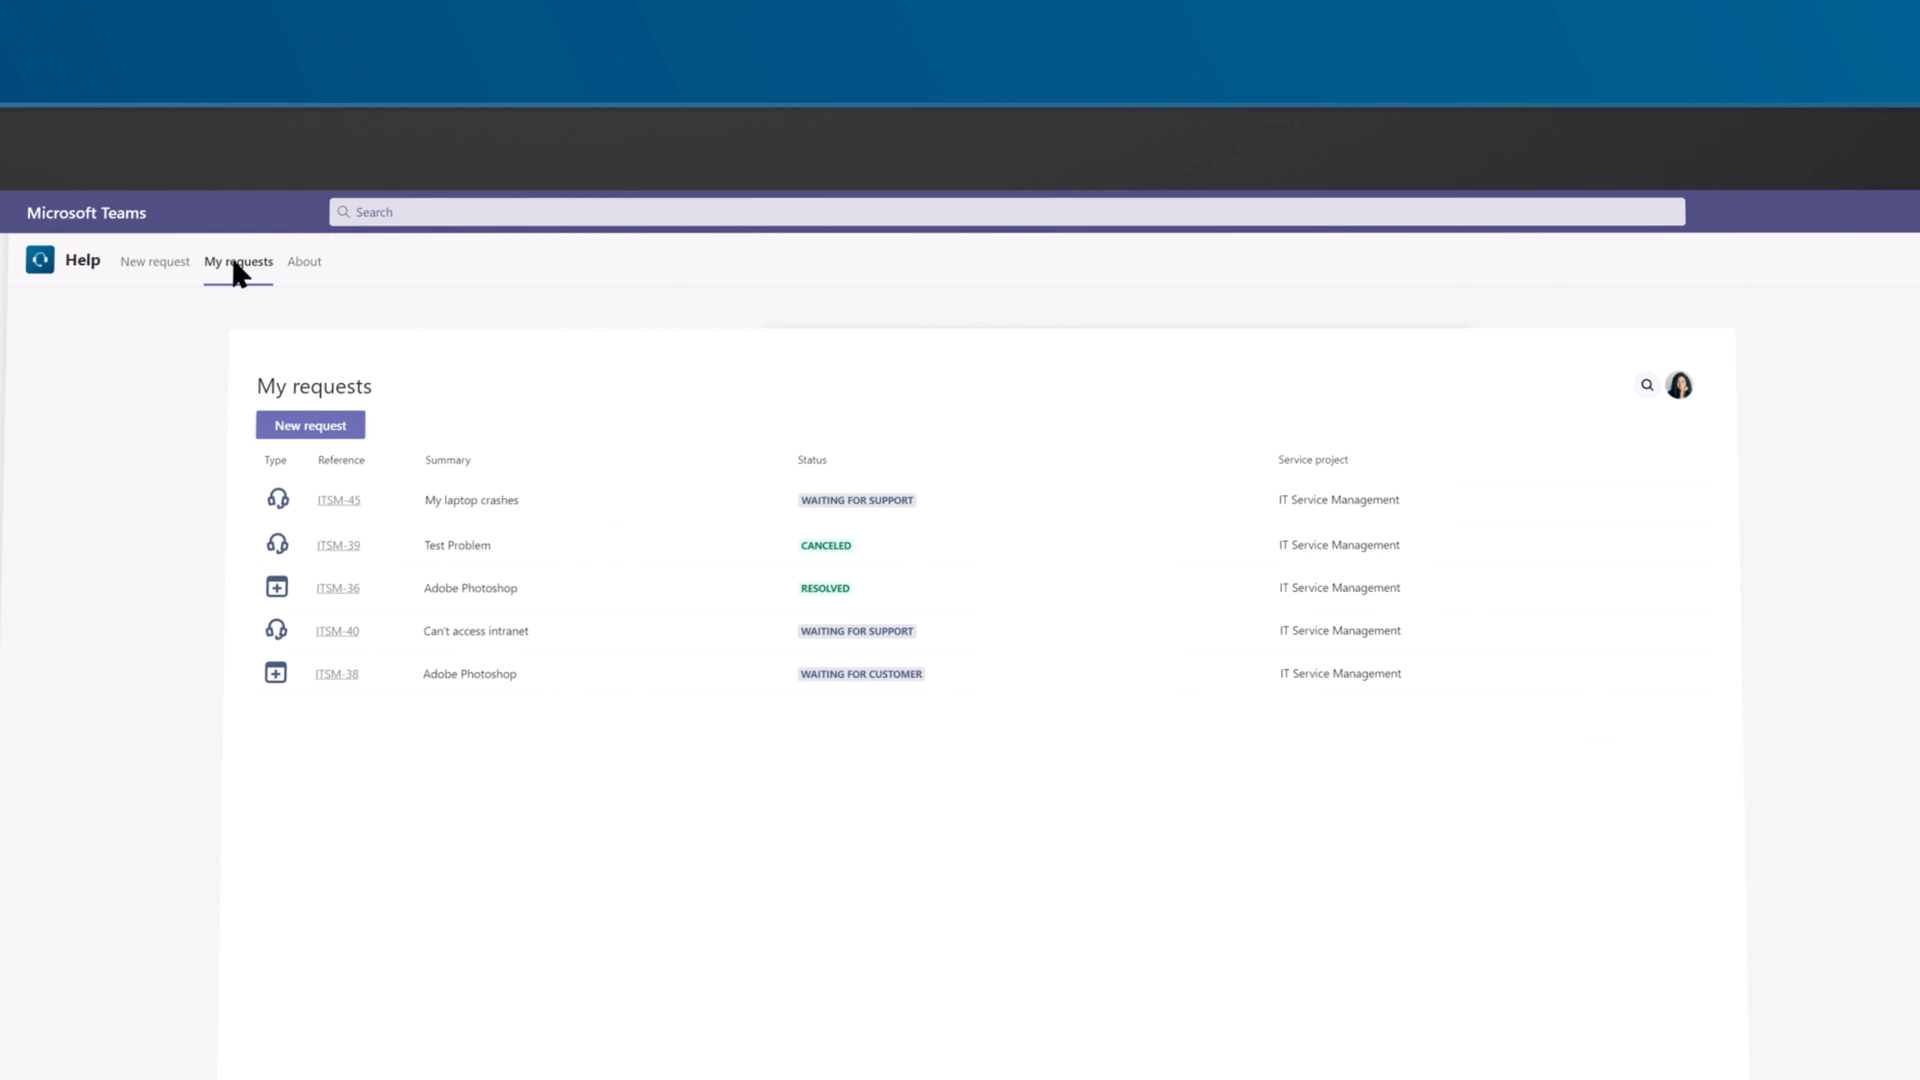 Microsoft Teams Search
Help New request My requests About
My requests
New request
Type Reference Summary Status Service project
ITSM-45 My laptop crashes WAITING FOR SUPPORT IT Service Management
ITSM-39 Test Problem CANCELED IT Service Management
ITSM-36 Adobe Photoshop RESOLVED IT Service Management
ITSM-40 Can't access intranet WAITING FOR SUPPORT IT Service Management
ITSM-38 Adobe Photoshop WAITING FOR CUSTOMER IT Service Management